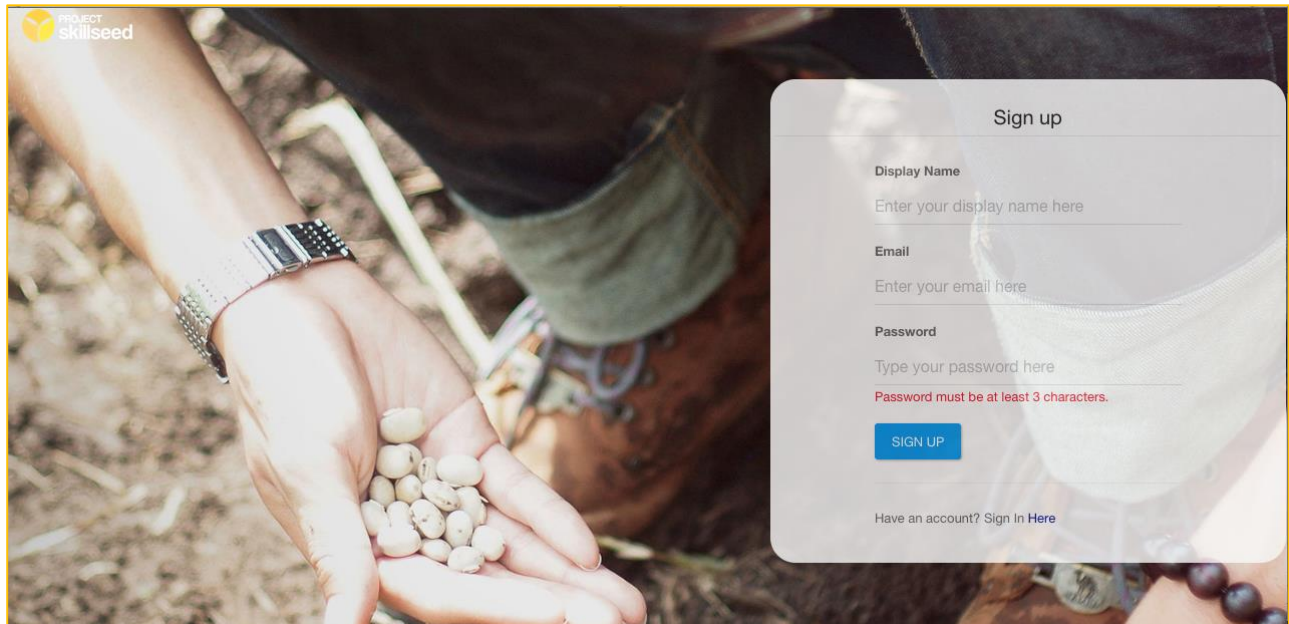 PROJECT
skillseed
Sign up
Display Name
Enter your display name here
Email
Enter your email here
Password
Type your password here
Password must be at least 3 characters.
SIGN UP
Have an account? Sign In Here